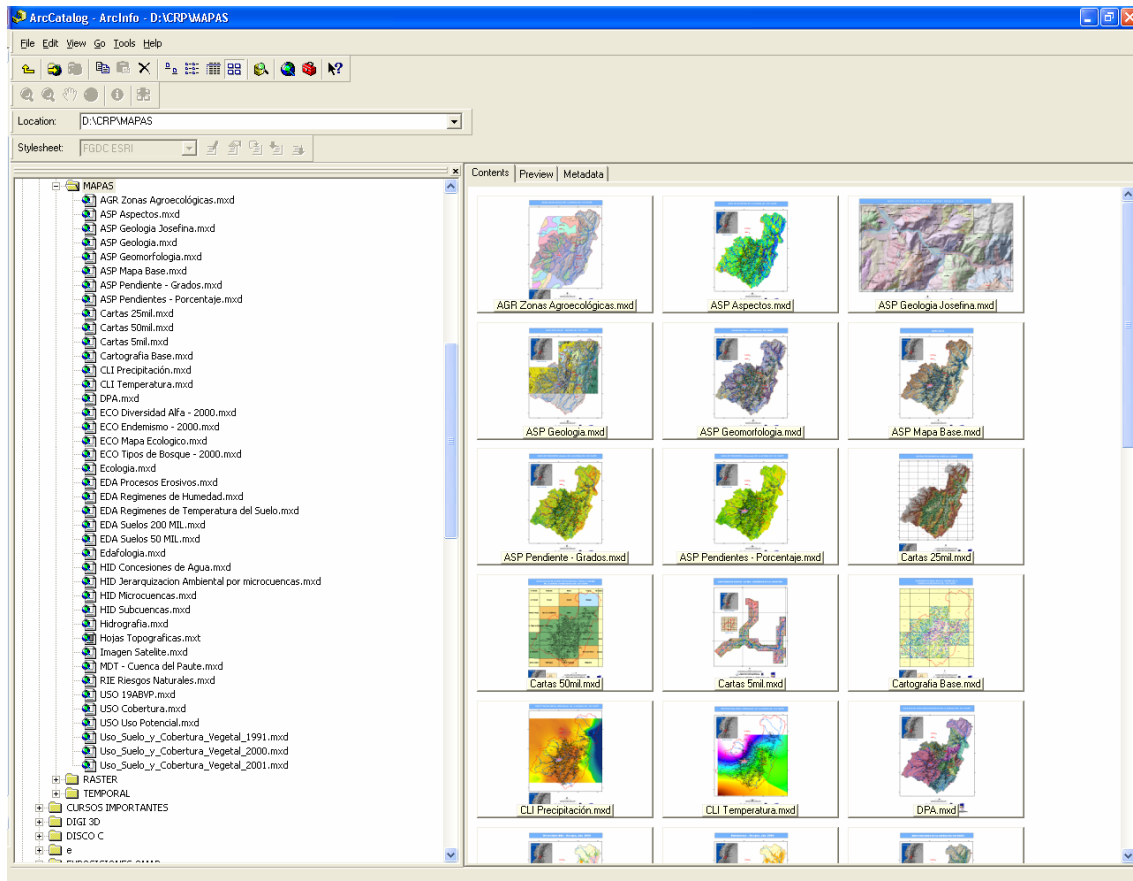 ArcCatalog - ArcInfo - D:\CRP\MAPAS
File Edit View Go Tools Help
Location: D:\CRP\MAPAS
Stylesheet: FGDC ESRI
MAPAS
AGR Zonas Agroecológicas.mxd
ASP Aspectos.mxd
ASP Geologia Josefina.mxd
ASP Geologia.mxd
ASP Geomorfologia.mxd
ASP Mapa Base.mxd
ASP Pendiente - Grados.mxd
ASP Pendientes - Porcentaje.mxd
Cartas 25mil.mxd
Cartas 50mil.mxd
Cartas 5mil.mxd
Cartografia Base.mxd
CLI Precipitación.mxd
CLI Temperatura.mxd
DPA.mxd
ECO Diversidad Alfa - 2000.mxd
ECO Endemismo - 2000.mxd
ECO Mapa Ecologico.mxd
ECO Tipos de Bosque - 2000.mxd
Ecologia.mxd
EDA Procesos Erosivos.mxd
EDA Regimenes de Humedad.mxd
EDA Regimenes de Temperatura del Suelo.mxd
EDA Suelos 200 MIL.mxd
EDA Suelos 50 MIL.mxd
Edafologia.mxd
HID Concesiones de Agua.mxd
HID Jerarquizacion Ambiental por microcuencas.mxd
HID Microcuencas.mxd
HID Subcuencas.mxd
Hidrografia.mxd
Hojas Topograficas.mxt
Imagen Satelite.mxd
MDT - Cuenca del Paute.mxd
RIE Riesgos Naturales.mxd
USO 19ABVP.mxd
USO Cobertura.mxd
USO Uso Potencial.mxd
Uso_Suelo_y_Cobertura_Vegetal_1991.mxd
Uso_Suelo_y_Cobertura_Vegetal_2000.mxd
Uso_Suelo_y_Cobertura_Vegetal_2001.mxd
RASTER
TEMPORAL
CURSOS IMPORTANTES
DIGI 3D
DISCO C
e
Contents Preview Metadata
AGR Zonas Agroecológicas.mxd
ASP Aspectos.mxd
ASP Geologia Josefina.mxd
ASP Geologia.mxd
ASP Geomorfologia.mxd
ASP Mapa Base.mxd
ASP Pendiente - Grados.mxd
ASP Pendientes - Porcentaje.mxd
Cartas 25mil.mxd
Cartas 50mil.mxd
Cartas 5mil.mxd
Cartografia Base.mxd
CLI Precipitación.mxd
CLI Temperatura.mxd
DPA.mxd